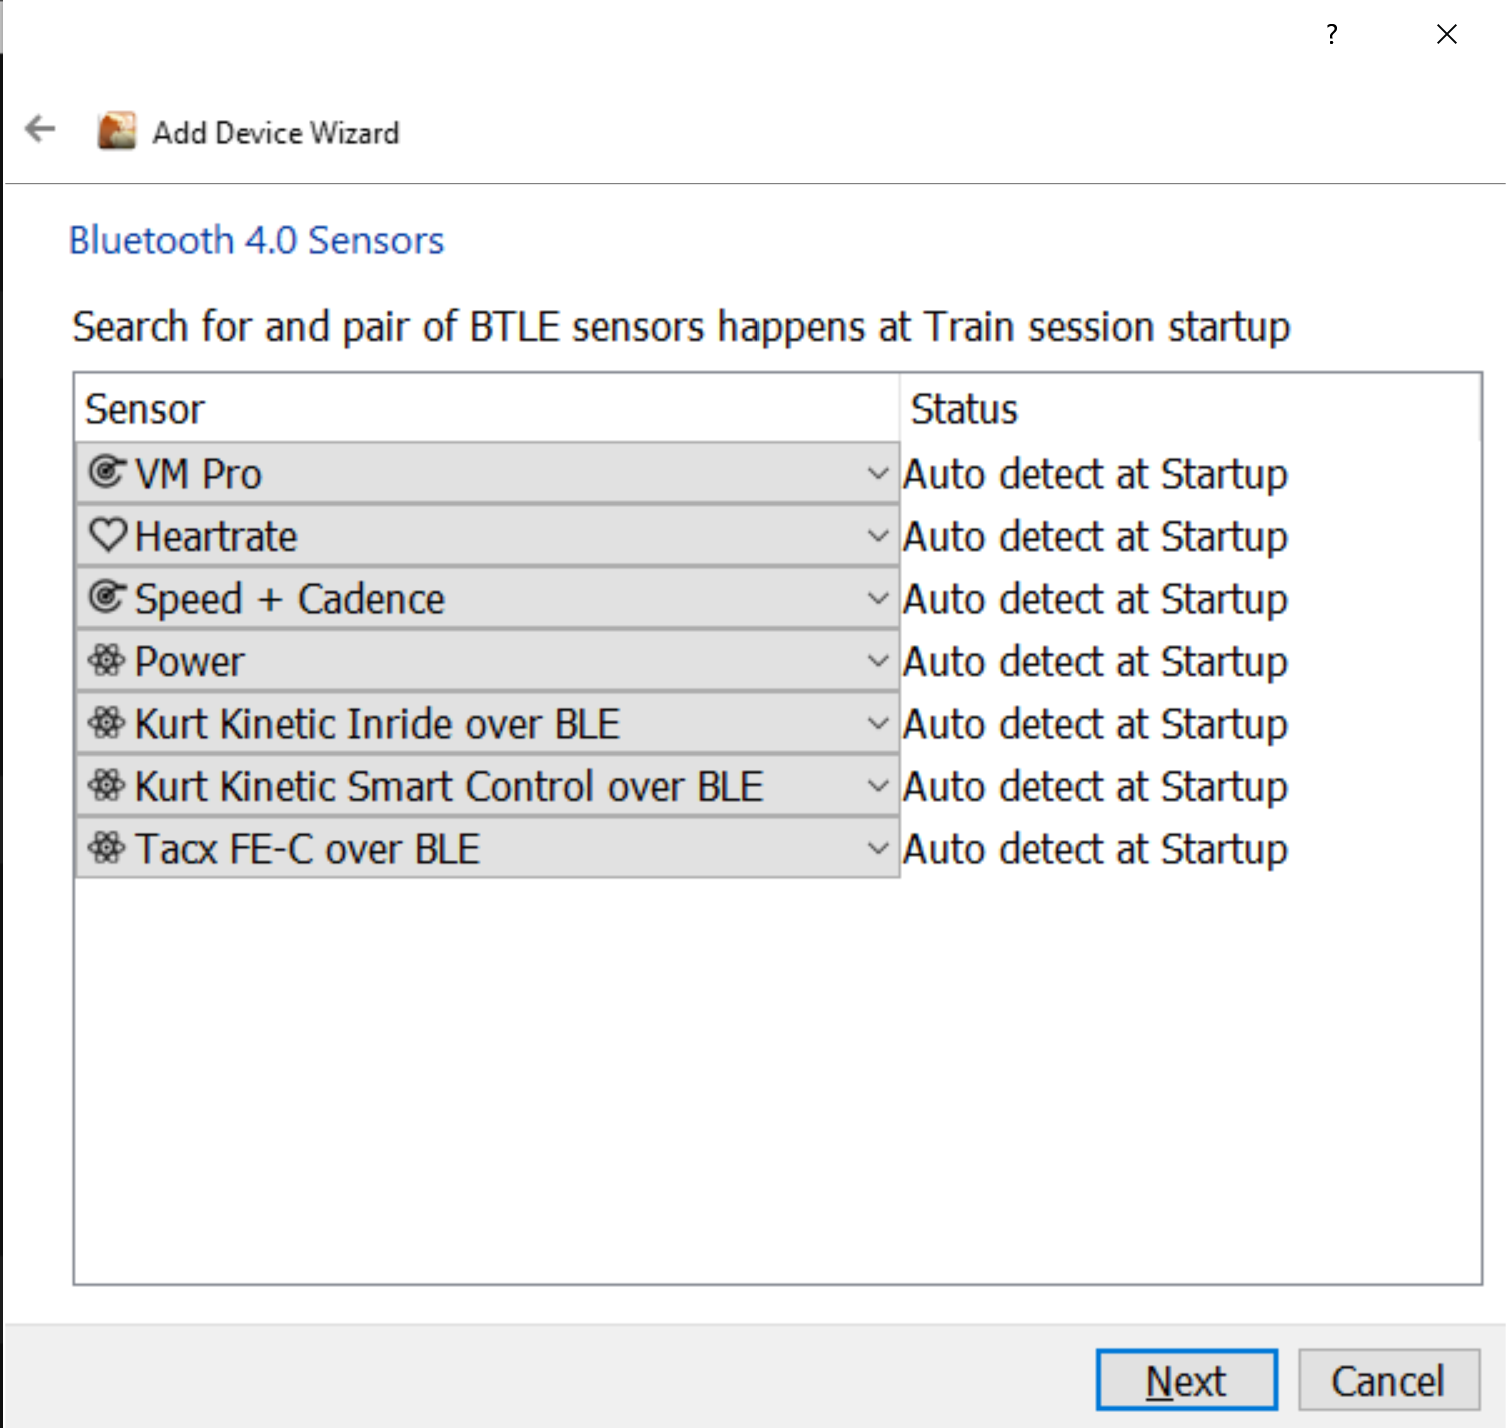 ?
Add Device Wizard
Bluetooth 4.0 Sensors
Search for and pair of BTLE sensors happens at Train session startup
Sensor Status
VM Pro Auto detect at Startup
Heartrate Auto detect at Startup
Speed + Cadence Auto detect at Startup
Power Auto detect at Startup
Kurt Kinetic Inride over BLE Auto detect at Startup
Kurt Kinetic Smart Control over BLE Auto detect at Startup
Tacx FE-C over BLE Auto detect at Startup
Next Cancel